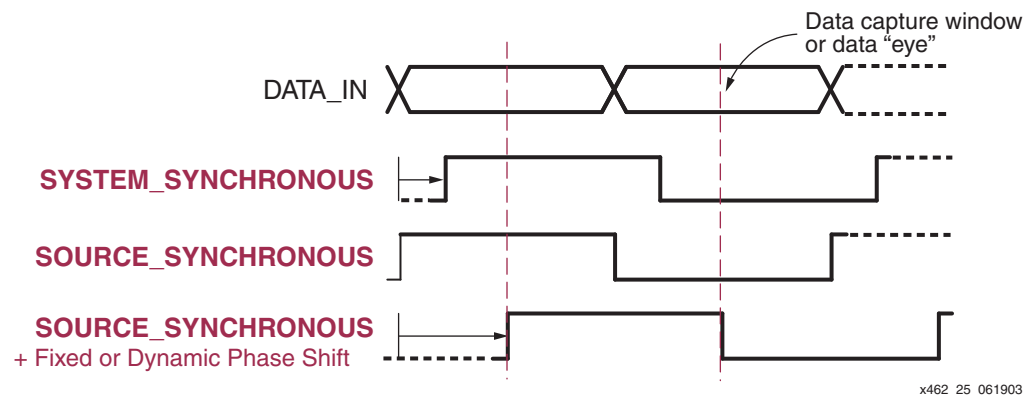 Data capture window
or data “eye”
DATA_IN
SYSTEM_SYNCHRONOUS
SOURCE_SYNCHRONOUS
SOURCE_SYNCHRONOUS
+ Fixed or Dynamic Phase Shift
x462_25_061903